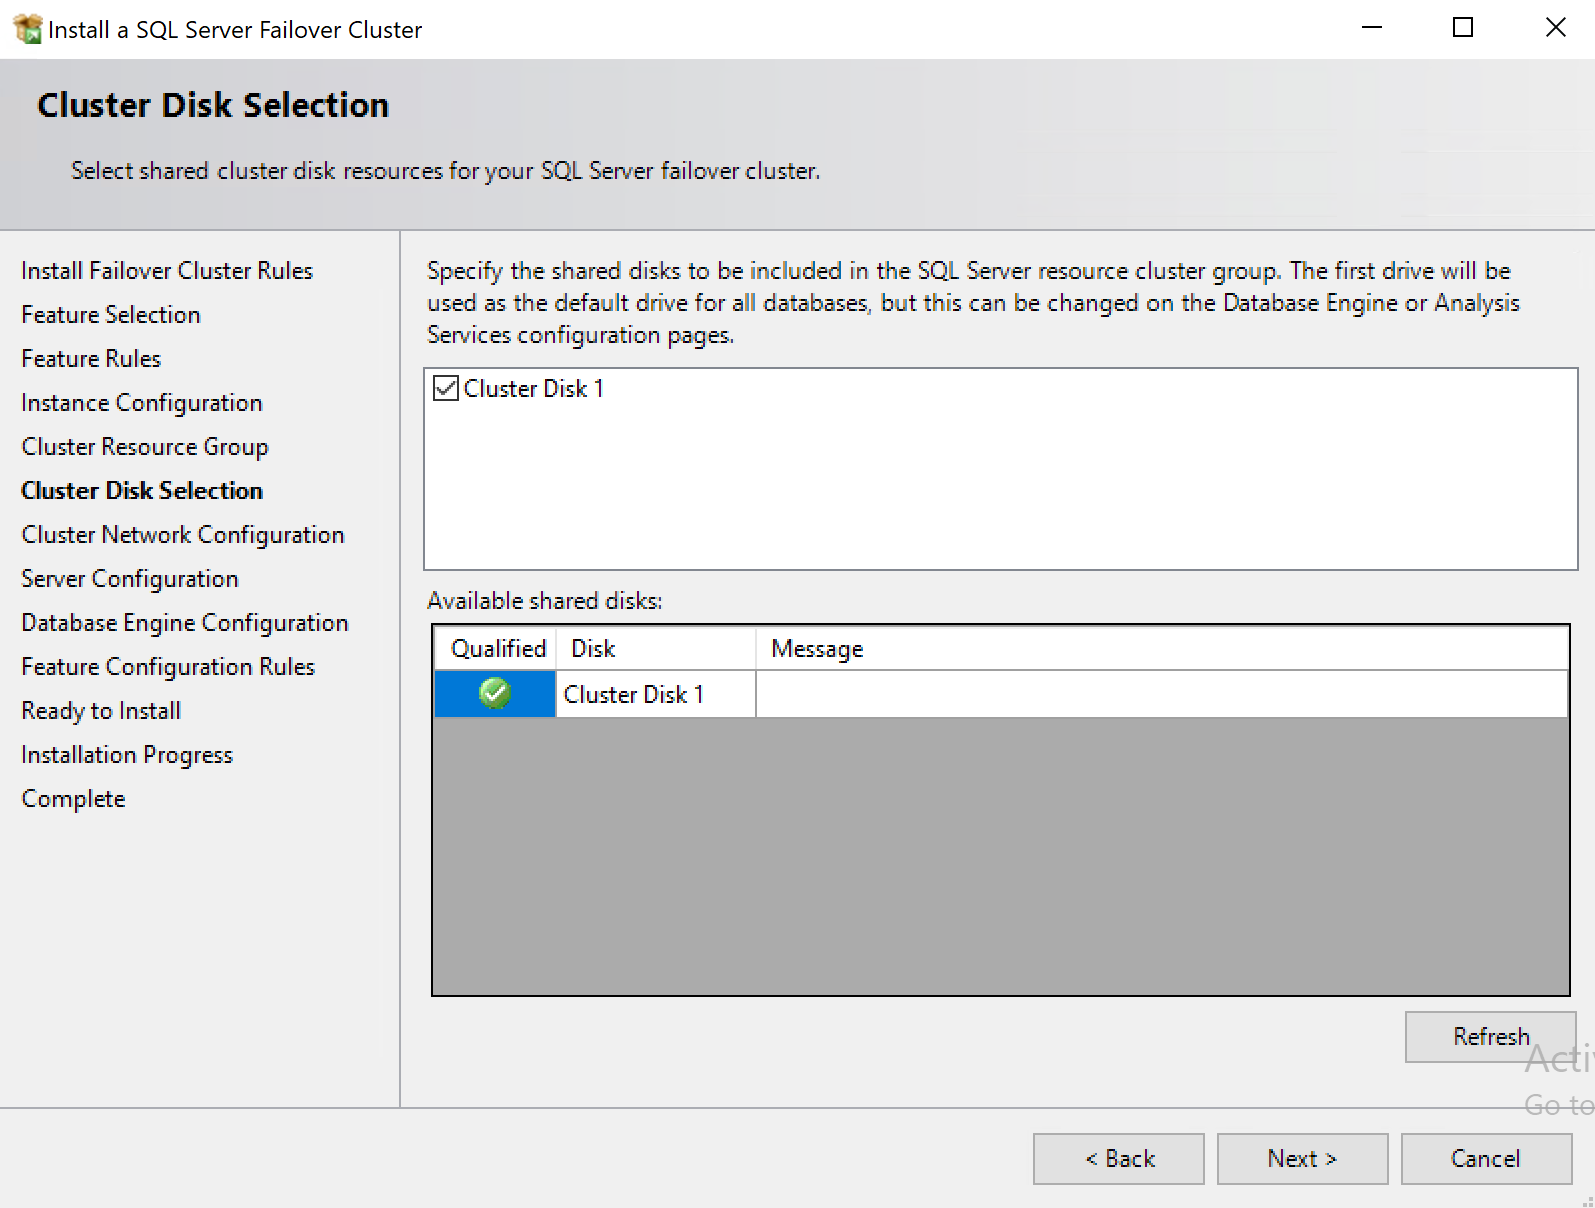 Install a SQL Server Failover Cluster
Cluster Disk Selection
Select shared cluster disk resources for your SQL Server failover cluster.
Install Failover Cluster Rules
Feature Selection
Feature Rules
Instance Configuration
Cluster Resource Group
Cluster Disk Selection
Cluster Network Configuration
Server Configuration
Database Engine Configuration
Feature Configuration Rules
Ready to Install
Installation Progress
Complete
Specify the shared disks to be included in the SQL Server resource cluster group. The first drive will be
used as the default drive for all databases, but this can be changed on the Database Engine or Analysis
Services configuration pages.
Cluster Disk 1
Available shared disks:
Qualified Disk Message
Cluster Disk 1
Refresh
Go to
< Back Next > Cancel